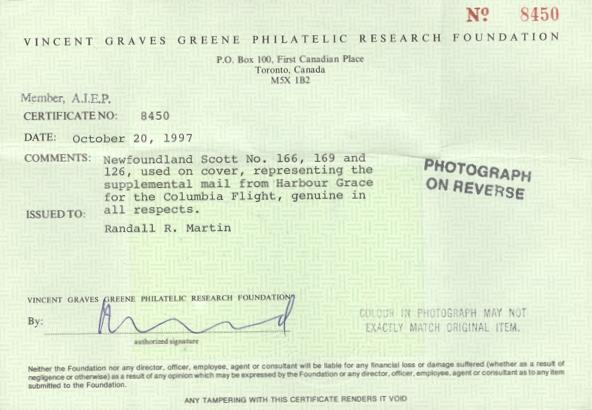 Nº 8450
VINCENT GRAVES GREENE PHILATELIC RESEARCH FOUNDATION
P.O. Box 100, First Canadian Place
Toronto, Canada
M5X 1B2
Member, A.I.E.P.
CERTIFICATE NO: 8450
DATE: October 20, 1997
COMMENTS: Newfoundland Scott No. 166, 169 and
126, used on cover, representing the
supplemental mail from Harbour Grace
for the Columbia Flight, genuine in
all respects.
ISSUED TO:
Randall R. Martin
PHOTOGRAPH
ON REVERSE
VINCENT GRAVES GREENE PHILATELIC RESEARCH FOUNDATION
By:
authorized signature
COLOUR IN PHOTOGRAPH MAY NOT
EXACTLY MATCH ORIGINAL ITEM.
Neither the Foundation nor any director, officer, employee, agent or consultant will be liable for any financial loss or damage suffered (whether as a result of
negligence or otherwise) as a result of any opinion which may be expressed by the Foundation or any director, officer, employee, agent or consultant as to any item
submitted to the Foundation.
ANY TAMPERING WITH THIS CERTIFICATE RENDERS IT VOID